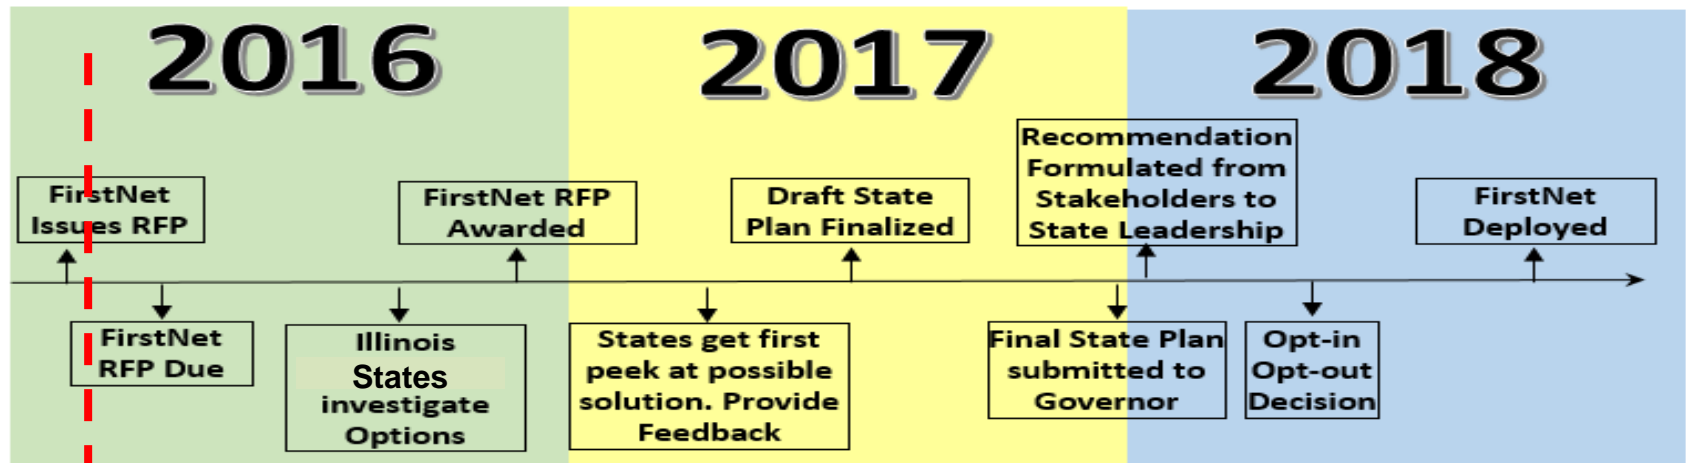 2016
2017
2018
FirstNet
Issues RFP
FirstNet RFP
Awarded
Draft State
Plan Finalized
Recommendation
Formulated from
Stakeholders to
State Leadership
FirstNet
Deployed
FirstNet
RFP Due
Illinois
States
investigate
Options
States get first
peek at possible
solution. Provide
Feedback
Final State Plan
submitted to
Governor
Opt-in
Opt-out
Decision